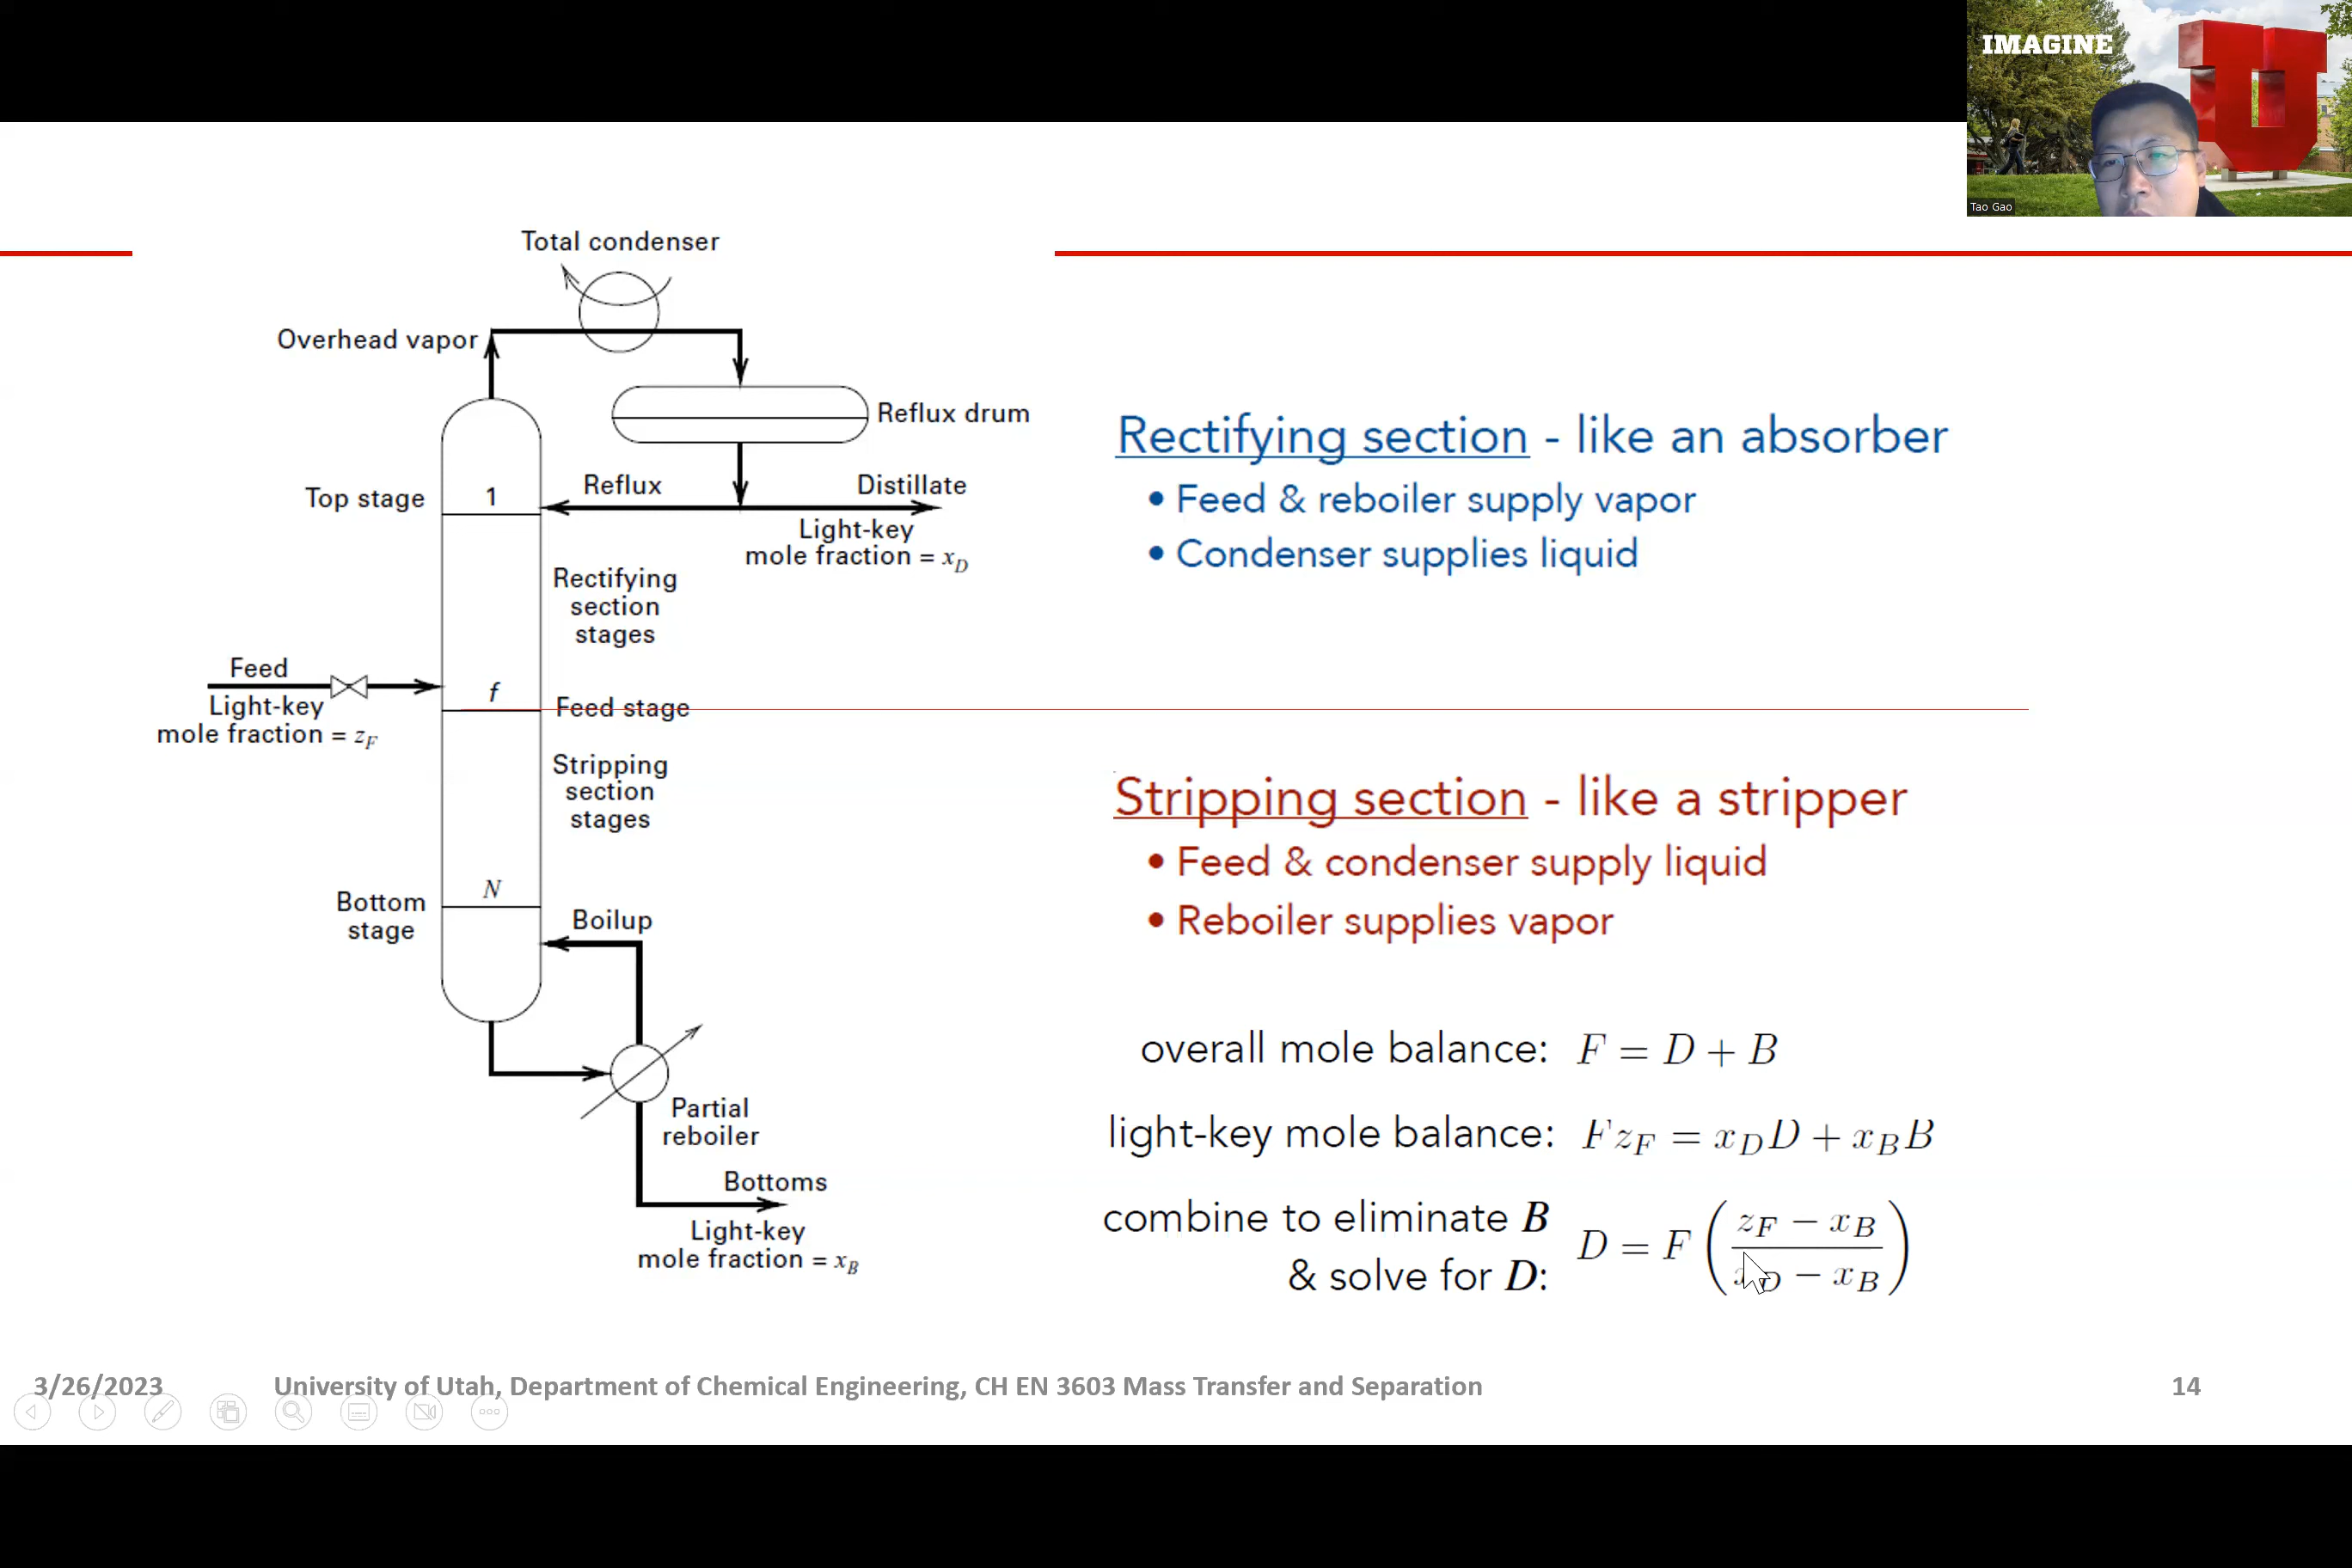 IMAGINE
Tao Gao
Total condenser
Overhead vapor
Reflux drum
Top stage
1
Reflux
Distillate
Light-key
mole fraction = x_D
Rectifying
section
stages
Feed
Light-key
mole fraction = z_F
f
Feed stage
Stripping
section
stages
N
Bottom
stage
Boilup
Partial
reboiler
Bottoms
Light-key
mole fraction = x_B
Rectifying section - like an absorber
• Feed & reboiler supply vapor
• Condenser supplies liquid
Stripping section - like a stripper
• Feed & condenser supply liquid
• Reboiler supplies vapor
overall mole balance: F = D + B
light-key mole balance: F z_F = x_D D + x_B B
combine to eliminate B
& solve for D: D = F ( (z_F − x_B) / (x_D − x_B) )
3/26/2023
University of Utah, Department of Chemical Engineering, CH EN 3603 Mass Transfer and Separation
14